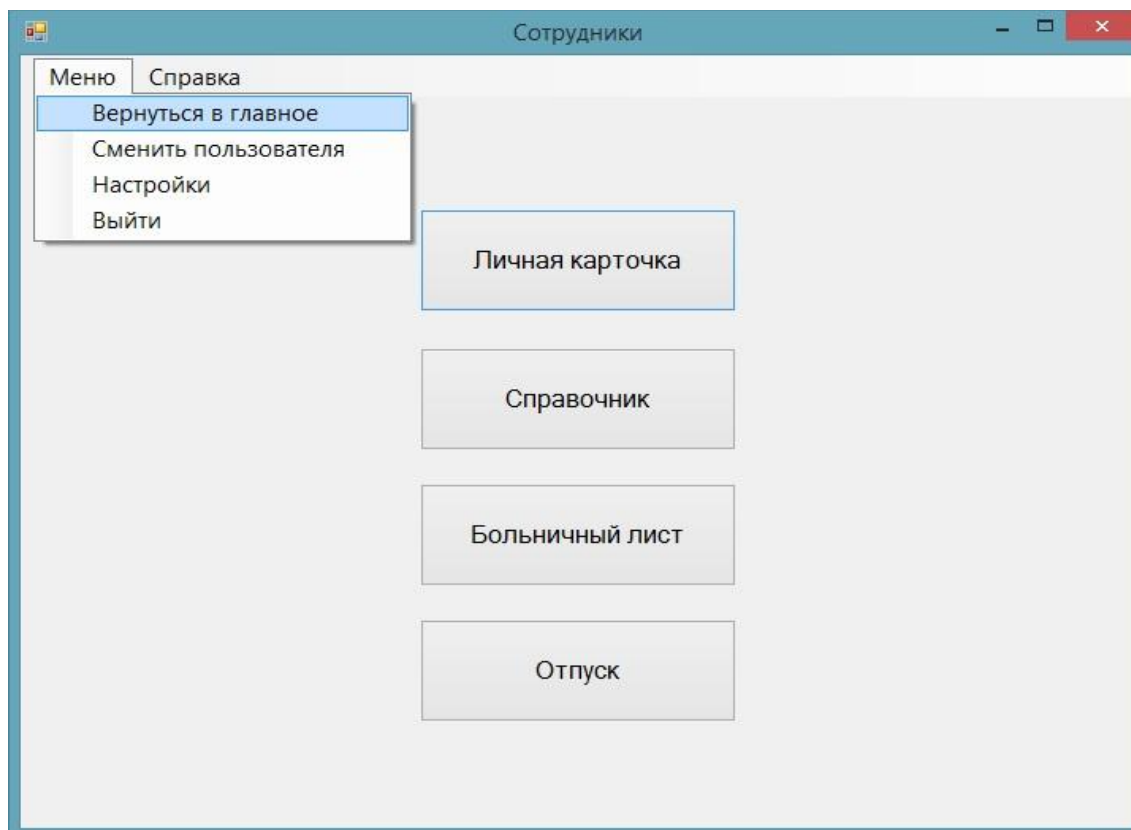 Сотрудники
Меню Справка
Вернуться в главное
Сменить пользователя
Настройки
Выйти
Личная карточка
Справочник
Больничный лист
Отпуск